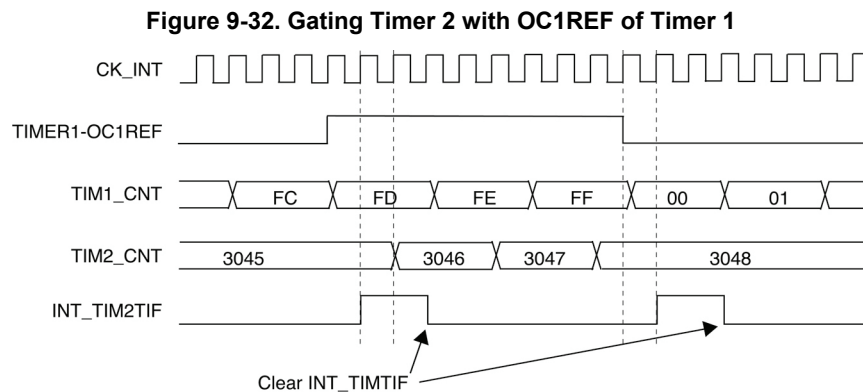 Figure 9-32. Gating Timer 2 with OC1REF of Timer 1
CK_INT
TIMER1-OC1REF
TIM1_CNT FC FD FE FF 00 01
TIM2_CNT 3045 3046 3047 3048
INT_TIM2TIF
Clear INT_TIMTIF